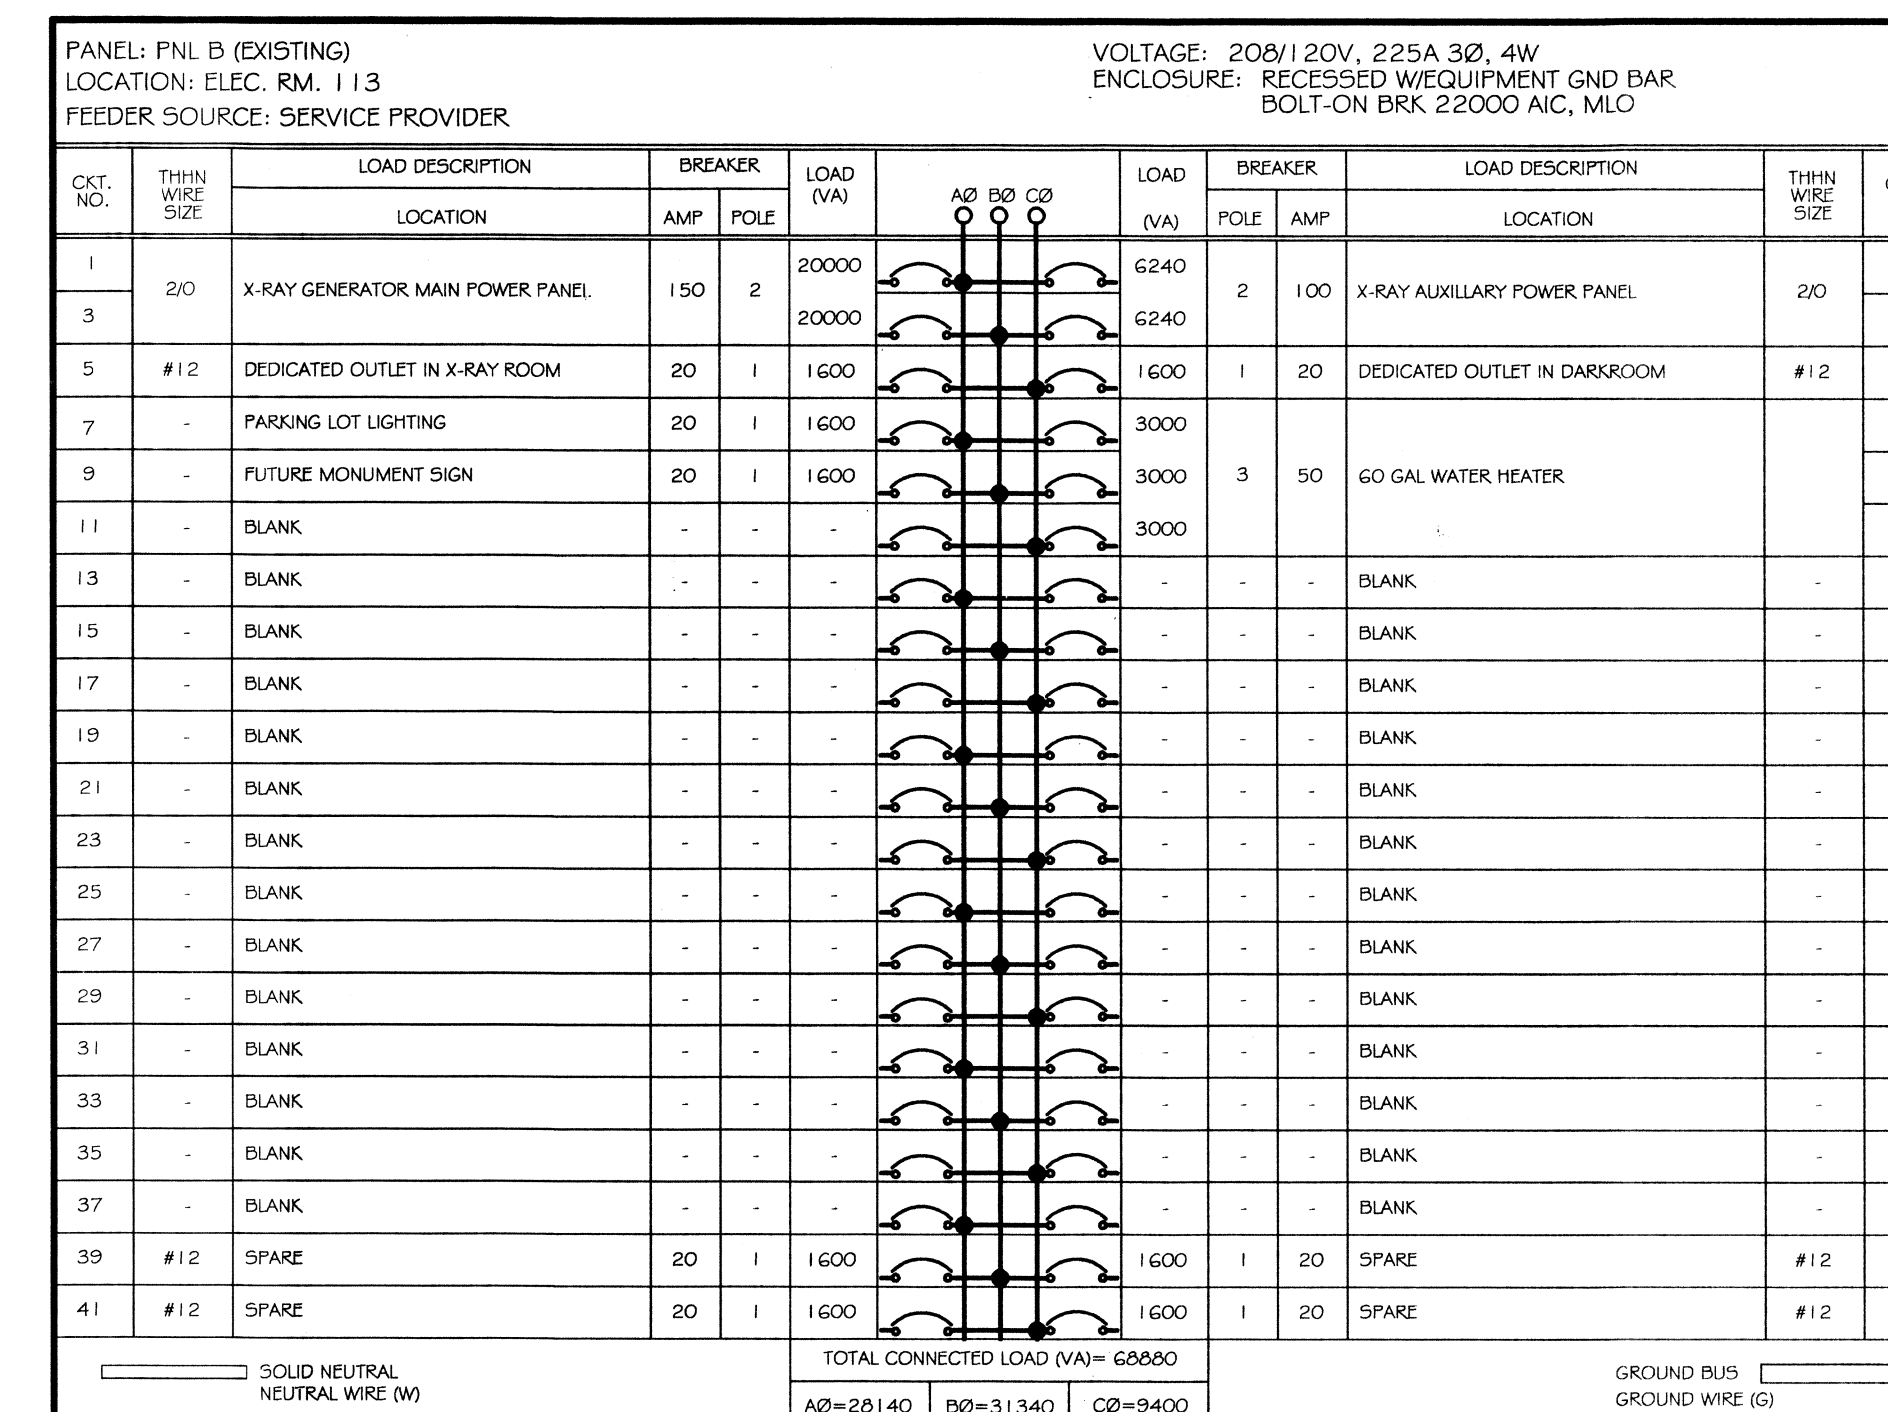 PANEL: PNL B (EXISTING)
LOCATION: ELEC. RM. 113
FEEDER SOURCE: SERVICE PROVIDER
VOLTAGE: 208/120V, 225A 3Ø, 4W
ENCLOSURE: RECESSED W/EQUIPMENT GND BAR
BOLT-ON BRK 22000 AIC, MLO
CKT. NO. THHN WIRE SIZE LOAD DESCRIPTION BREAKER LOAD (VA) AØ BØ CØ LOAD (VA) BREAKER LOAD DESCRIPTION THHN WIRE SIZE
LOCATION AMP POLE POLE AMP LOCATION
1 20000 6240
2/0 X-RAY GENERATOR MAIN POWER PANEL. 150 2 2 100 X-RAY AUXILLARY POWER PANEL 2/0
3 20000 6240
5 #12 DEDICATED OUTLET IN X-RAY ROOM 20 1 1600 1600 1 20 DEDICATED OUTLET IN DARKROOM #12
7 - PARKING LOT LIGHTING 20 1 1600 3000
9 - FUTURE MONUMENT SIGN 20 1 1600 3000 3 50 60 GAL WATER HEATER
11 - BLANK - - - 3000
13 - BLANK - - - - - - BLANK -
15 - BLANK - - - - - - BLANK -
17 - BLANK - - - - - - BLANK -
19 - BLANK - - - - - - BLANK -
21 - BLANK - - - - - - BLANK -
23 - BLANK - - - - - - BLANK -
25 - BLANK - - - - - - BLANK -
27 - BLANK - - - - - - BLANK -
29 - BLANK - - - - - - BLANK -
31 - BLANK - - - - - - BLANK -
33 - BLANK - - - - - - BLANK -
35 - BLANK - - - - - - BLANK -
37 - BLANK - - - - - - BLANK -
39 #12 SPARE 20 1 1600 1600 1 20 SPARE #12
41 #12 SPARE 20 1 1600 1600 1 20 SPARE #12
TOTAL CONNECTED LOAD (VA)= 68880
SOLID NEUTRAL
NEUTRAL WIRE (W)
AØ=28140 BØ=31340 CØ=9400
GROUND BUS
GROUND WIRE (G)